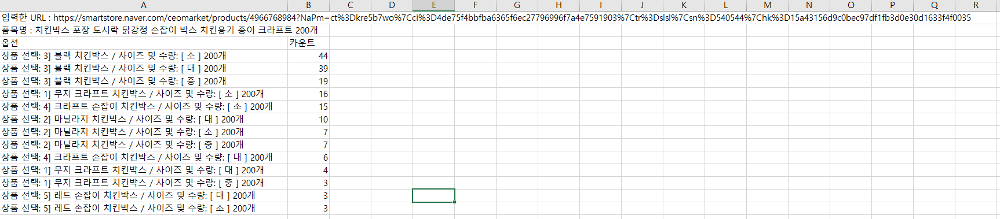 A B C D E F G H I J K L M N O P Q R
입력한 URL : https://smartstore.naver.com/ceomarket/products/4966768984?NaPm=ct%3Dkre5b7wo%7Cci%3D4de75f4bbfba6365f6ec27796996f7a4e7591903%7Ctr%3Dslsl%7Csn%3D540544%7Chk%3D15a43156d9c0bec97df1fb3d0e30d1633f4f0035
품목명 : 치킨박스 포장 도시락 닭강정 손잡이 박스 치킨용기 종이 크라프트 200개
옵션 카운트
상품 선택: 3] 블랙 치킨박스 / 사이즈 및 수량: [ 소 ] 200개 44
상품 선택: 3] 블랙 치킨박스 / 사이즈 및 수량: [ 대 ] 200개 39
상품 선택: 3] 블랙 치킨박스 / 사이즈 및 수량: [ 중 ] 200개 19
상품 선택: 1] 무지 크라프트 치킨박스 / 사이즈 및 수량: [ 소 ] 200개 16
상품 선택: 4] 크라프트 손잡이 치킨박스 / 사이즈 및 수량: [ 소 ] 200개 15
상품 선택: 2] 마닐라지 치킨박스 / 사이즈 및 수량: [ 대 ] 200개 10
상품 선택: 2] 마닐라지 치킨박스 / 사이즈 및 수량: [ 소 ] 200개 7
상품 선택: 2] 마닐라지 치킨박스 / 사이즈 및 수량: [ 중 ] 200개 7
상품 선택: 4] 크라프트 손잡이 치킨박스 / 사이즈 및 수량: [ 대 ] 200개 6
상품 선택: 1] 무지 크라프트 치킨박스 / 사이즈 및 수량: [ 대 ] 200개 4
상품 선택: 1] 무지 크라프트 치킨박스 / 사이즈 및 수량: [ 중 ] 200개 3
상품 선택: 5] 레드 손잡이 치킨박스 / 사이즈 및 수량: [ 대 ] 200개 3
상품 선택: 5] 레드 손잡이 치킨박스 / 사이즈 및 수량: [ 소 ] 200개 3